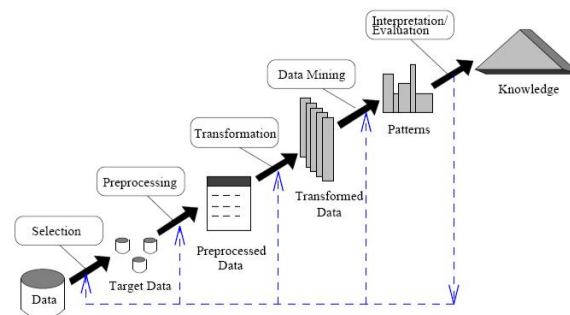 Interpretation/
Evaluation
Data Mining
Knowledge
Transformation
Patterns
Preprocessing
Transformed
Data
Preprocessed
Data
Selection
Target Data
Data